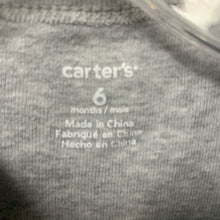 carter's
6
months / mois
Made in China
Fabriqué en Chine
Hecho en China